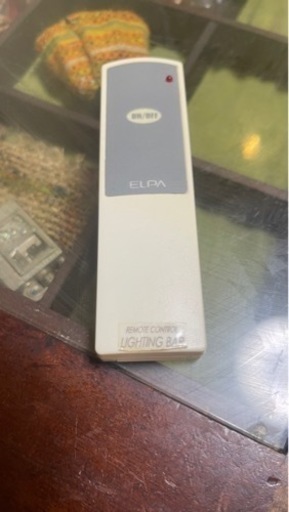 ON/OFF
ELPA
REMOTE CONTROL
LIGHTING BAR